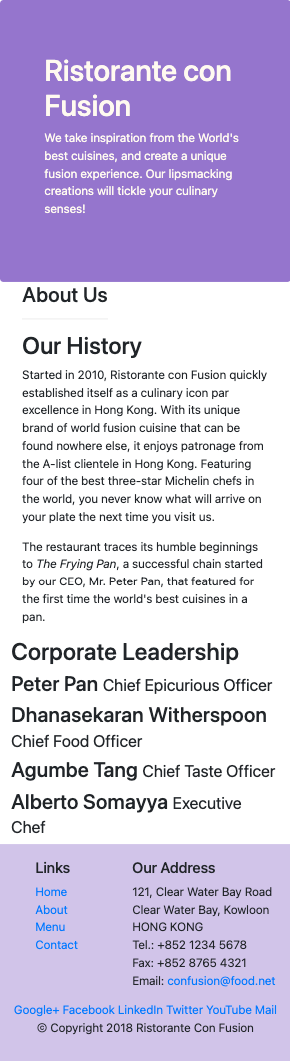 Ristorante con
Fusion
We take inspiration from the World's
best cuisines, and create a unique
fusion experience. Our lipsmacking
creations will tickle your culinary
senses!
About Us
Our History
Started in 2010, Ristorante con Fusion quickly
established itself as a culinary icon par
excellence in Hong Kong. With its unique
brand of world fusion cuisine that can be
found nowhere else, it enjoys patronage from
the A-list clientele in Hong Kong. Featuring
four of the best three-star Michelin chefs in
the world, you never know what will arrive on
your plate the next time you visit us.
The restaurant traces its humble beginnings
to The Frying Pan, a successful chain started
by our CEO, Mr. Peter Pan, that featured for
the first time the world's best cuisines in a
pan.
Corporate Leadership
Peter Pan Chief Epicurious Officer
Dhanasekaran Witherspoon
Chief Food Officer
Agumbe Tang Chief Taste Officer
Alberto Somayya Executive
Chef
Links
Home
About
Menu
Contact
Our Address
121, Clear Water Bay Road
Clear Water Bay, Kowloon
HONG KONG
Tel.: +852 1234 5678
Fax: +852 8765 4321
Email: confusion@food.net
Google+ Facebook LinkedIn Twitter YouTube Mail
© Copyright 2018 Ristorante Con Fusion